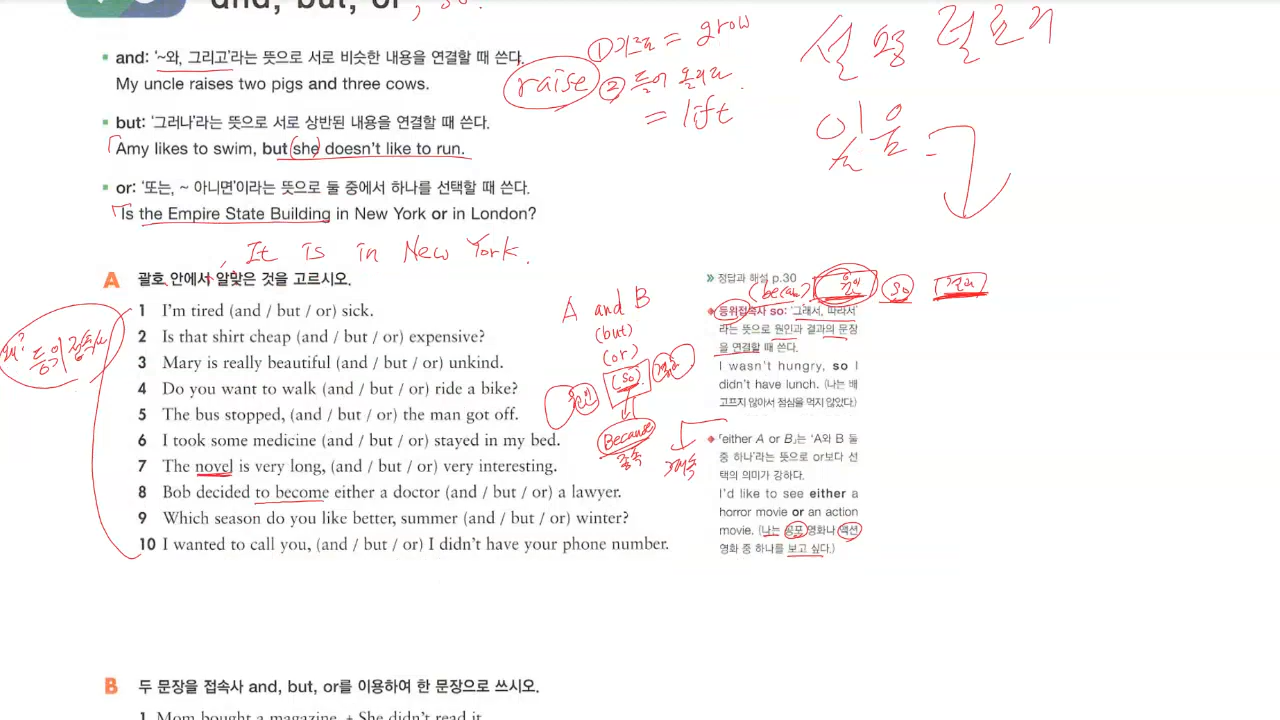 and, but, or, so.
and: '~와, 그리고'라는 뜻으로 서로 비슷한 내용을 연결할 때 쓴다.
My uncle raises two pigs and three cows.
but: '그러나'라는 뜻으로 서로 상반된 내용을 연결할 때 쓴다.
Amy likes to swim, but she doesn't like to run.
or: '또는, ~ 아니면'이라는 뜻으로 둘 중에서 하나를 선택할 때 쓴다.
Is the Empire State Building in New York or in London?
It is in New York.
raise
① 기르다 = grow
② 들어 올리다
= lift
있음
A 괄호 안에서 알맞은 것을 고르시오.
1 I'm tired (and / but / or) sick.
2 Is that shirt cheap (and / but / or) expensive?
3 Mary is really beautiful (and / but / or) unkind.
4 Do you want to walk (and / but / or) ride a bike?
5 The bus stopped, (and / but / or) the man got off.
6 I took some medicine (and / but / or) stayed in my bed.
7 The novel is very long, (and / but / or) very interesting.
8 Bob decided to become either a doctor (and / but / or) a lawyer.
9 Which season do you like better, summer (and / but / or) winter?
10 I wanted to call you, (and / but / or) I didn't have your phone number.
A and B
(but)
(or)
(so)
원인
결과
Because
종속
정답과 해설 p.30
원인 so 결과
등위접속사 so: '그래서, 따라서'
라는 뜻으로 원인과 결과의 문장
을 연결할 때 쓴다.
I wasn't hungry, so I
didn't have lunch. (나는 배
고프지 않아서 점심을 먹지 않았다)
「either A or B」는 'A와 B 둘
중 하나'라는 뜻으로 or보다 선
택의 의미가 강하다.
I'd like to see either a
horror movie or an action
movie. (나는 공포 영화나 액션
영화 중 하나를 보고 싶다.)
B 두 문장을 접속사 and, but, or를 이용하여 한 문장으로 쓰시오.
1 Mom bought a magazine. + She didn't read it.